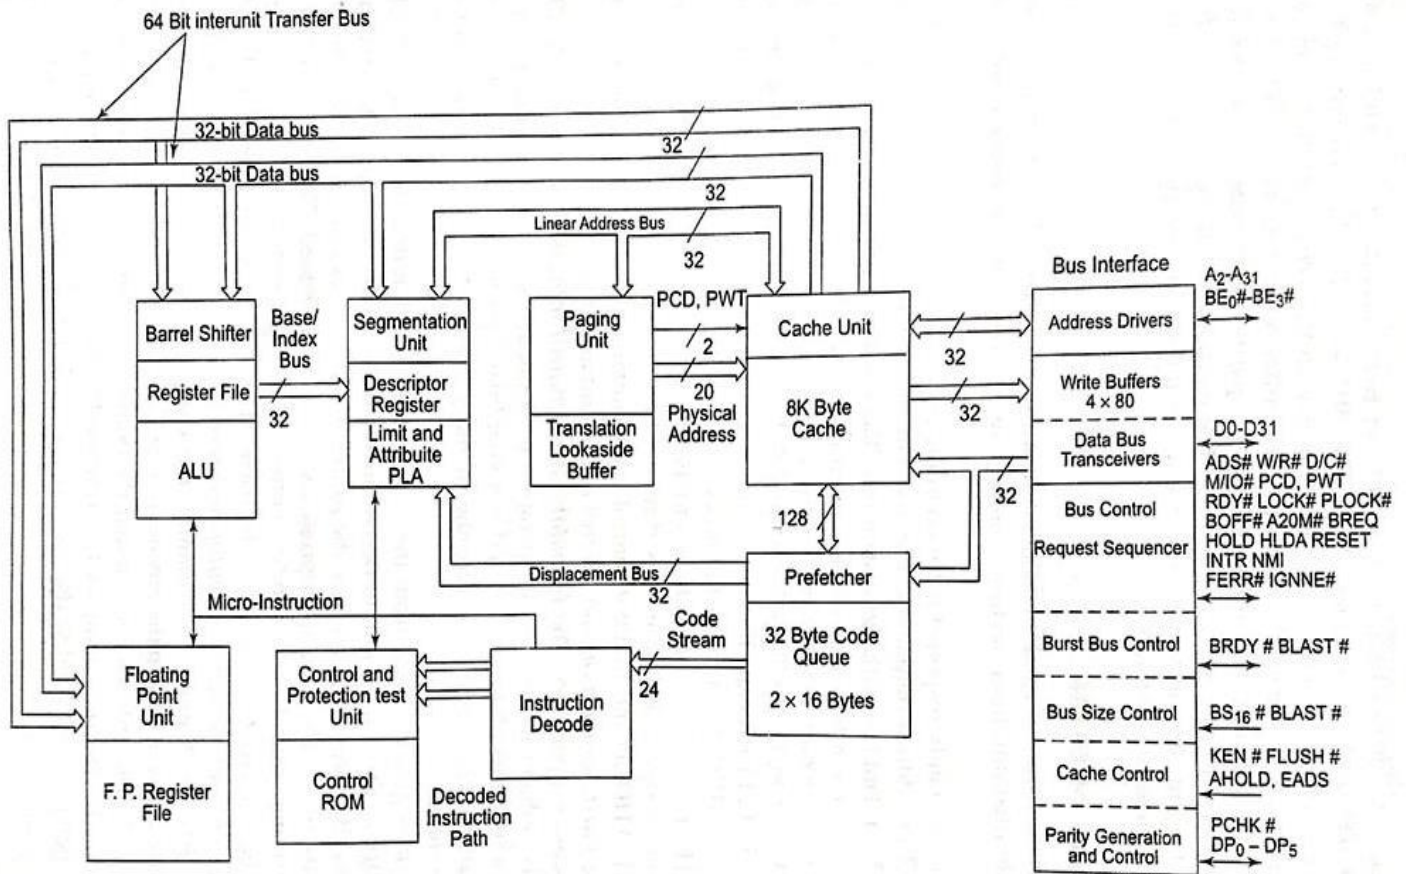 64 Bit interunit Transfer Bus
32-bit Data bus
32
32-bit Data bus
32
32
Linear Address Bus
32
Barrel Shifter
Register File
ALU
Base/
Index
Bus
32
Segmentation
Unit
Descriptor
Register
Limit and
Attribuite
PLA
Paging
Unit
Translation
Lookaside
Buffer
PCD, PWT
2
20
Physical
Address
Cache Unit
8K Byte
Cache
32
32
32
128
Bus Interface
Address Drivers
Write Buffers
4 × 80
Data Bus
Transceivers
Bus Control
Request Sequencer
Burst Bus Control
Bus Size Control
Cache Control
Parity Generation
and Control
A2-A31
BE0#-BE3#
D0-D31
ADS# W/R# D/C#
M/IO# PCD, PWT
RDY# LOCK# PLOCK#
BOFF# A20M# BREQ
HOLD HLDA RESET
INTR NMI
FERR# IGNNE#
BRDY # BLAST #
BS16 # BLAST #
KEN # FLUSH #
AHOLD, EADS
PCHK #
DP0 – DP5
Displacement Bus
32
Prefetcher
32 Byte Code
Queue
2 × 16 Bytes
Micro-Instruction
Code
Stream
24
Floating
Point
Unit
F. P. Register
File
Control and
Protection test
Unit
Control
ROM
Instruction
Decode
Decoded
Instruction
Path